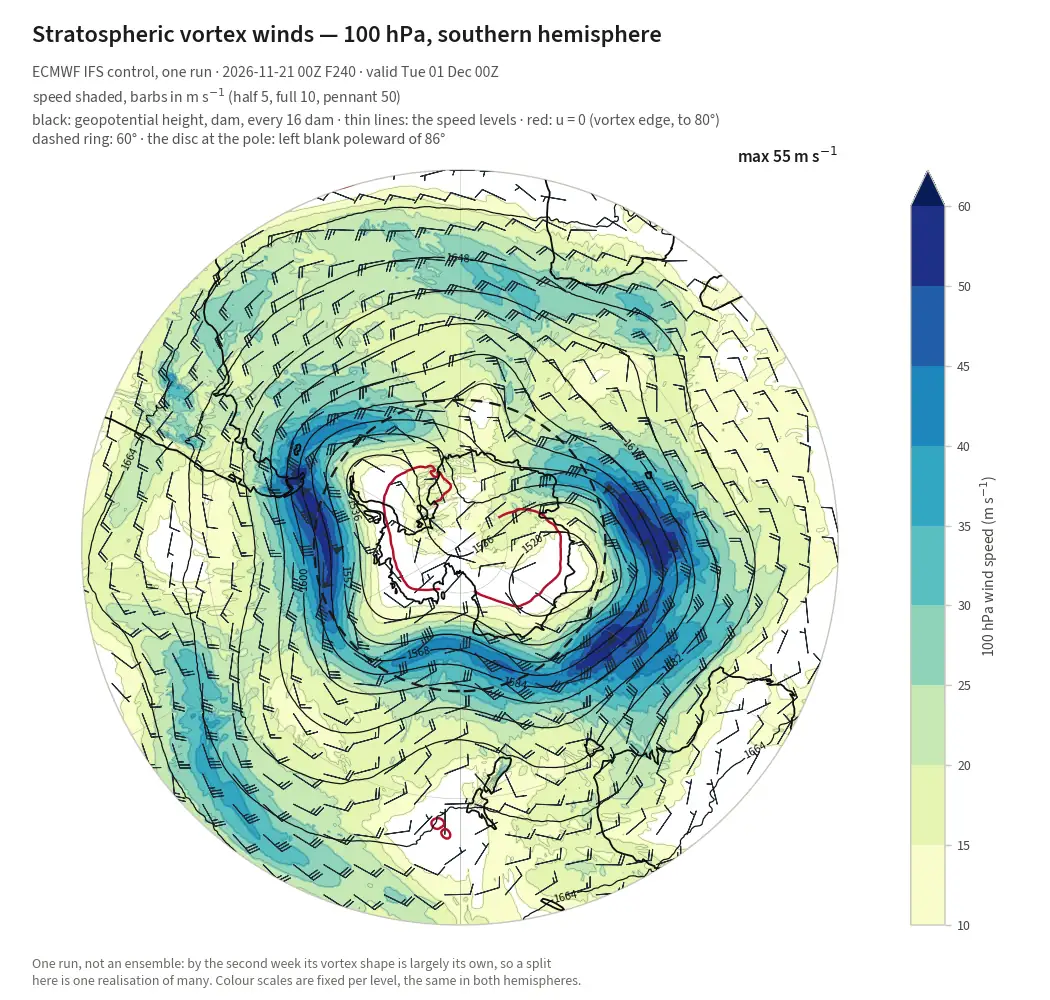 Stratospheric vortex winds — 100 hPa, southern hemisphere
ECMWF IFS control, one run · 2026-11-21 00Z F240 · valid Tue 01 Dec 00Z
speed shaded, barbs in m s⁻¹ (half 5, full 10, pennant 50)
black: geopotential height, dam, every 16 dam · thin lines: the speed levels · red: u = 0 (vortex edge, to 80°)
dashed ring: 60° · the disc at the pole: left blank poleward of 86°
max 55 m s⁻¹
60
50
45
40
35
30
25
20
15
10
100 hPa wind speed (m s⁻¹)
1648
1664
1600
1568
1584
1536
1520
1664
1664
One run, not an ensemble: by the second week its vortex shape is largely its own, so a split
here is one realisation of many. Colour scales are fixed per level, the same in both hemispheres.